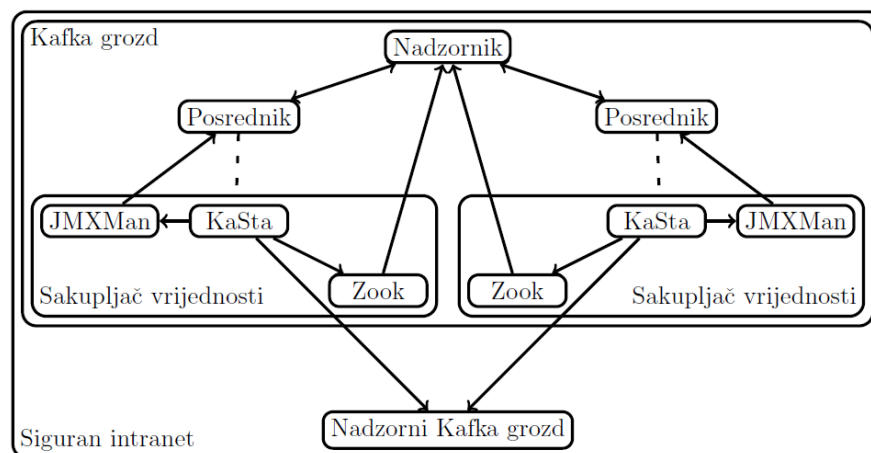 Kafka grozd
Nadzornik
Posrednik
Posrednik
JMXMan
KaSta
KaSta
JMXMan
Sakupljač vrijednosti
Zook
Zook
Sakupljač vrijednosti
Nadzorni Kafka grozd
Siguran intranet